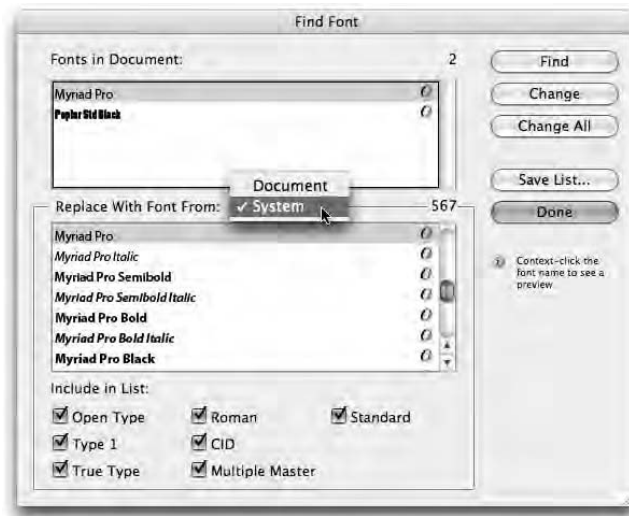 Find Font
Fonts in Document: 2
Myriad Pro
Poplar Std Black
Find
Change
Change All
Save List...
Done
Context-click the
font name to see a
preview
Document
Replace With Font From: ✓ System 567
Myriad Pro
Myriad Pro Italic
Myriad Pro Semibold
Myriad Pro Semibold Italic
Myriad Pro Bold
Myriad Pro Bold Italic
Myriad Pro Black
Include in List:
Open Type Roman Standard
Type 1 CID
True Type Multiple Master